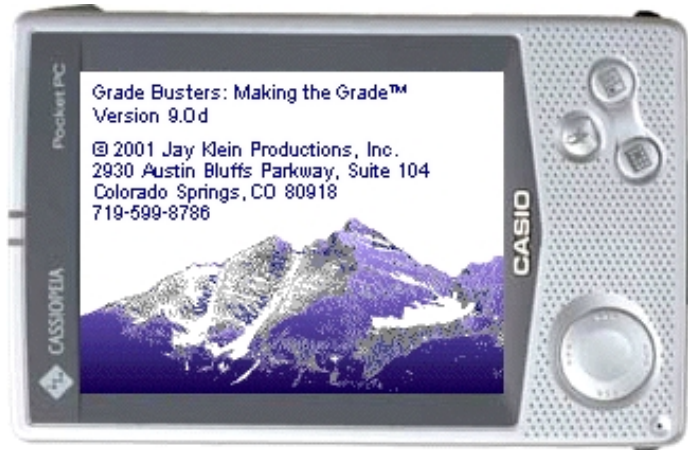 Grade Busters: Making the Grade™
Version 9.0d
© 2001 Jay Klein Productions, Inc.
2930 Austin Bluffs Parkway, Suite 104
Colorado Springs, CO 80918
719-599-8786
Pocket PC
CASSIOPEIA
CASIO